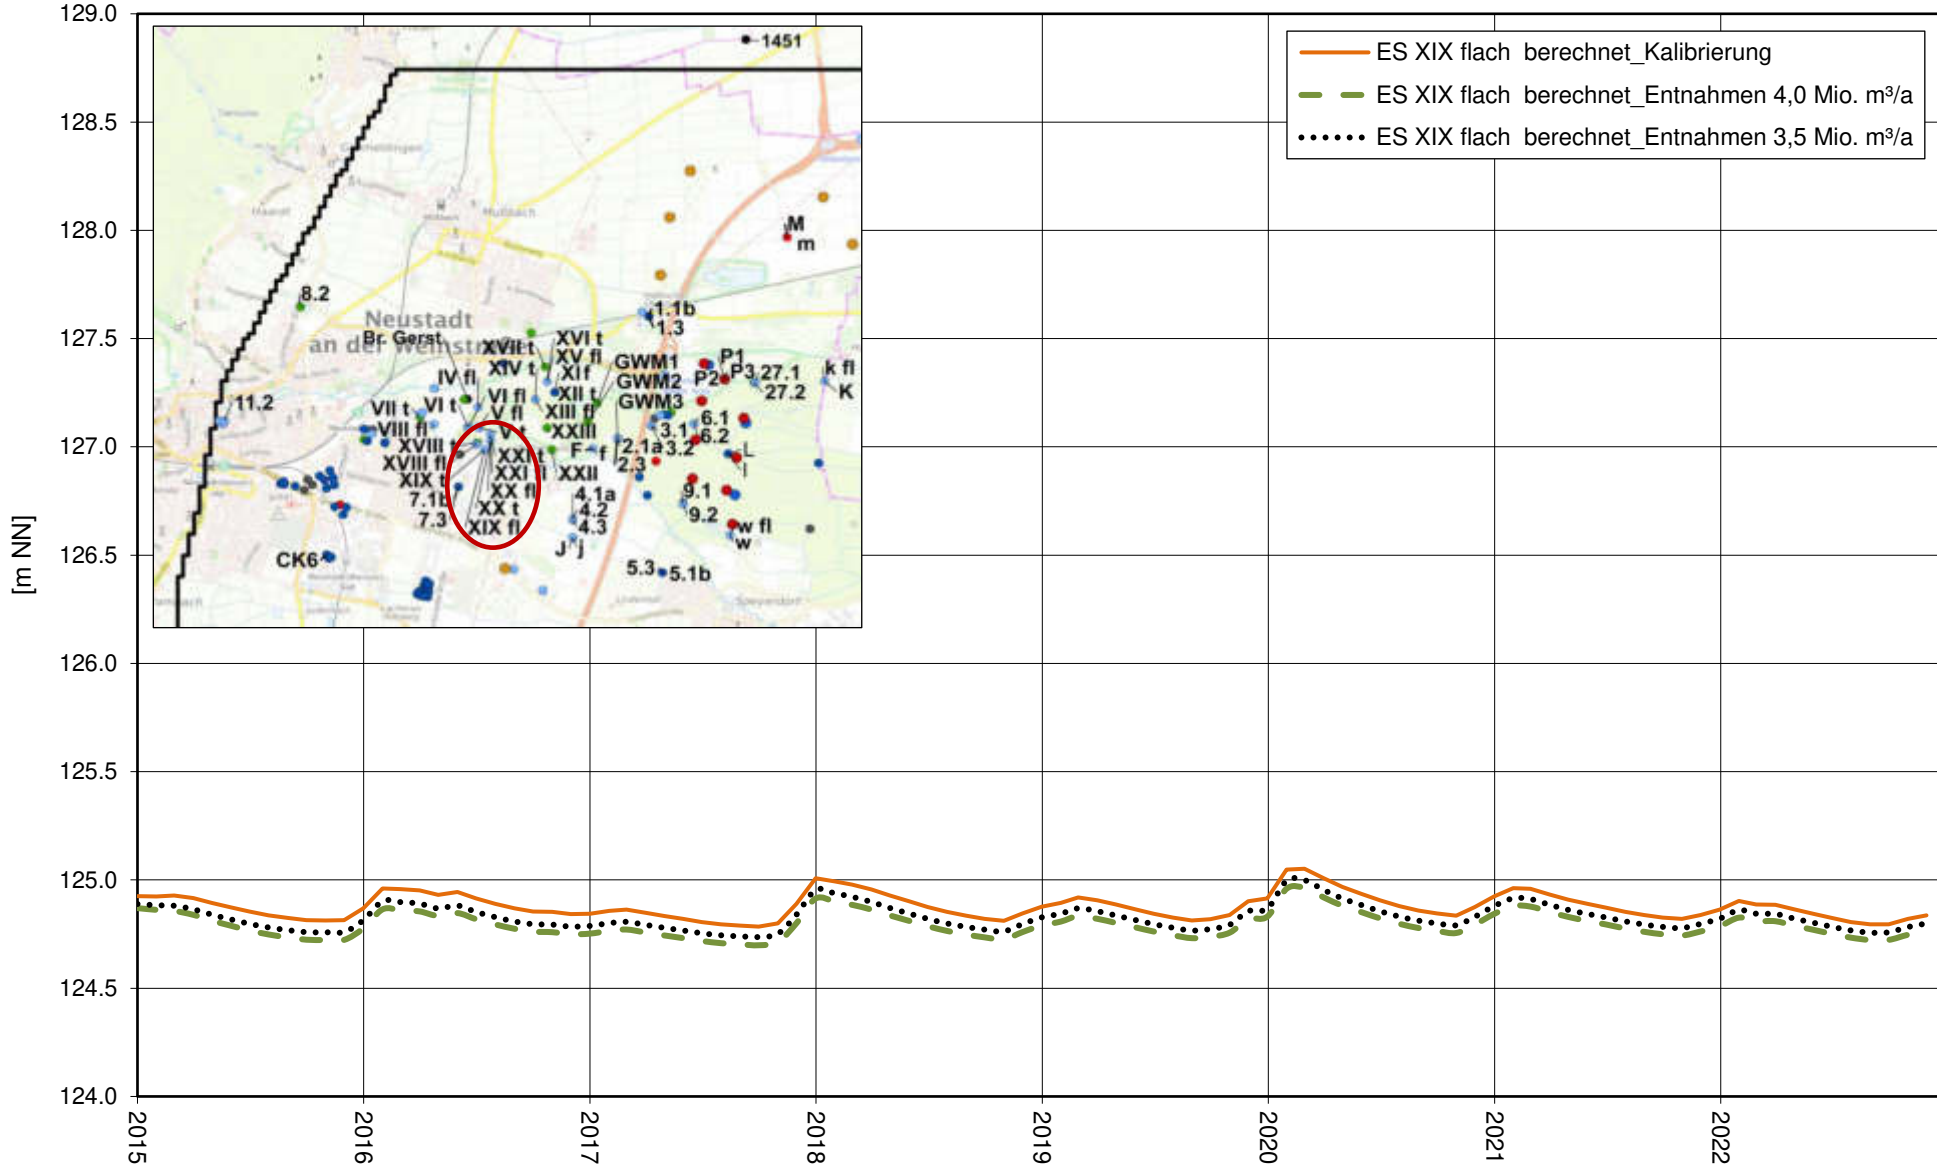 129.0
128.5
128.0
127.5
127.0
126.5
126.0
125.5
125.0
124.5
124.0
[m NN]
2015
2016
2017
2018
2019
2020
2021
2022
ES XIX flach berechnet_Kalibrierung
ES XIX flach berechnet_Entnahmen 4,0 Mio. m³/a
ES XIX flach berechnet_Entnahmen 3,5 Mio. m³/a
1451
M
m
8.2
Neustadt
an der Weinstraße
Br. Gerst
1.1b
1.3
XVI t
XVII t
XV fl
XIV t
XI f
XII t
XIII fl
XXIII
XXII
GWM1
GWM2
GWM3
P1
P2
P3
27.1
27.2
k fl
K
IV fl
VI fl
VI t
V fl
V t
VII t
VIII fl
11.2
XVIII t
XVIII fl
XIX t
XXI t
XXI fl
XX fl
XX t
XIX fl
7.1b
7.3
F
f
2.1a
2.3
3.1
3.2
6.1
6.2
L
l
4.1a
4.2
4.3
J
j
9.1
9.2
w fl
w
5.3
5.1b
CK6
Mußbach
Haardt
Speyerdorf